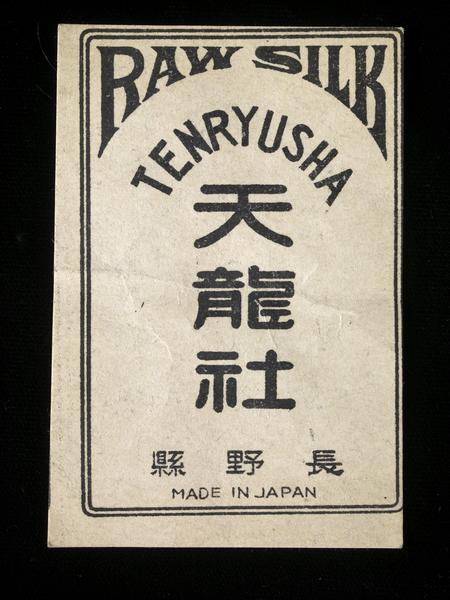 RAW SILK
TENRYUSHA
天龍社
長野縣
MADE IN JAPAN